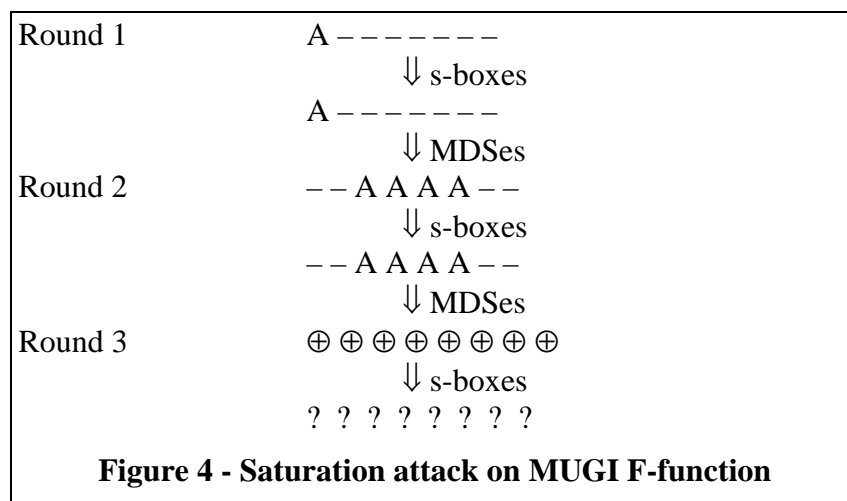 Round 1 A – – – – – – –
⇓ s-boxes
A – – – – – – –
⇓ MDSes
Round 2 – – A A A A – –
⇓ s-boxes
– – A A A A – –
⇓ MDSes
Round 3 ⊕ ⊕ ⊕ ⊕ ⊕ ⊕ ⊕ ⊕
⇓ s-boxes
? ? ? ? ? ? ? ?
Figure 4 - Saturation attack on MUGI F-function